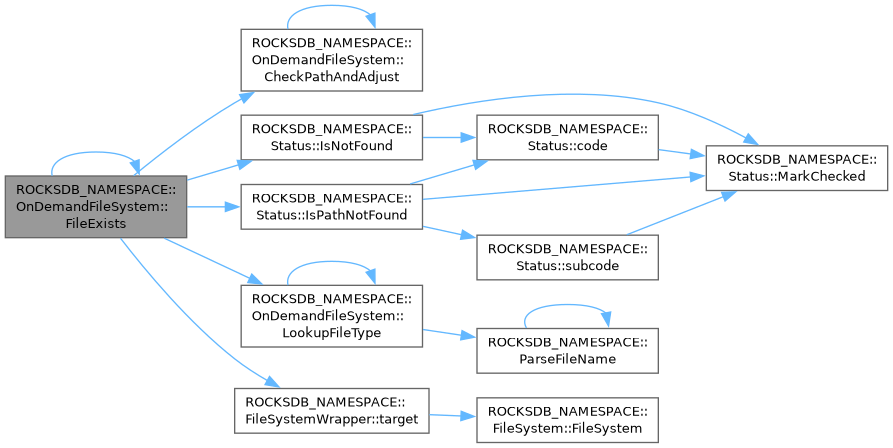 ROCKSDB_NAMESPACE::
OnDemandFileSystem::
FileExists
ROCKSDB_NAMESPACE::
OnDemandFileSystem::
CheckPathAndAdjust
ROCKSDB_NAMESPACE::
Status::IsNotFound
ROCKSDB_NAMESPACE::
Status::IsPathNotFound
ROCKSDB_NAMESPACE::
OnDemandFileSystem::
LookupFileType
ROCKSDB_NAMESPACE::
FileSystemWrapper::target
ROCKSDB_NAMESPACE::
Status::code
ROCKSDB_NAMESPACE::
Status::subcode
ROCKSDB_NAMESPACE::
ParseFileName
ROCKSDB_NAMESPACE::
FileSystem::FileSystem
ROCKSDB_NAMESPACE::
Status::MarkChecked